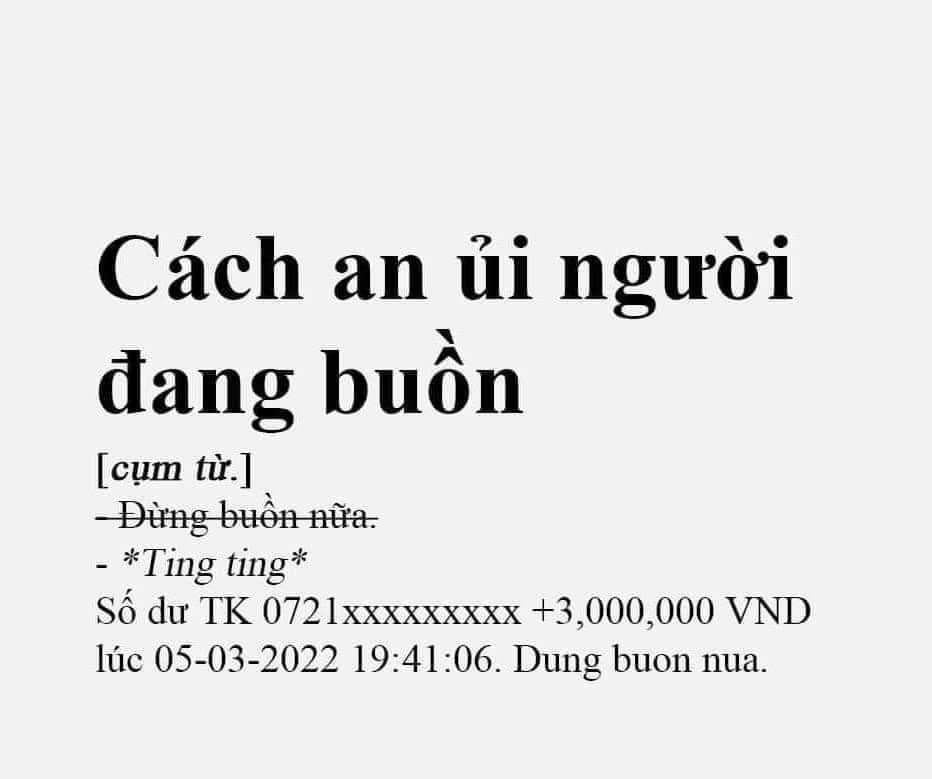 Cách an ủi người
đang buồn
[cụm từ.]
- Đừng buồn nữa.
- *Ting ting*
Số dư TK 0721xxxxxxxxx +3,000,000 VND
lúc 05-03-2022 19:41:06. Dung buon nua.